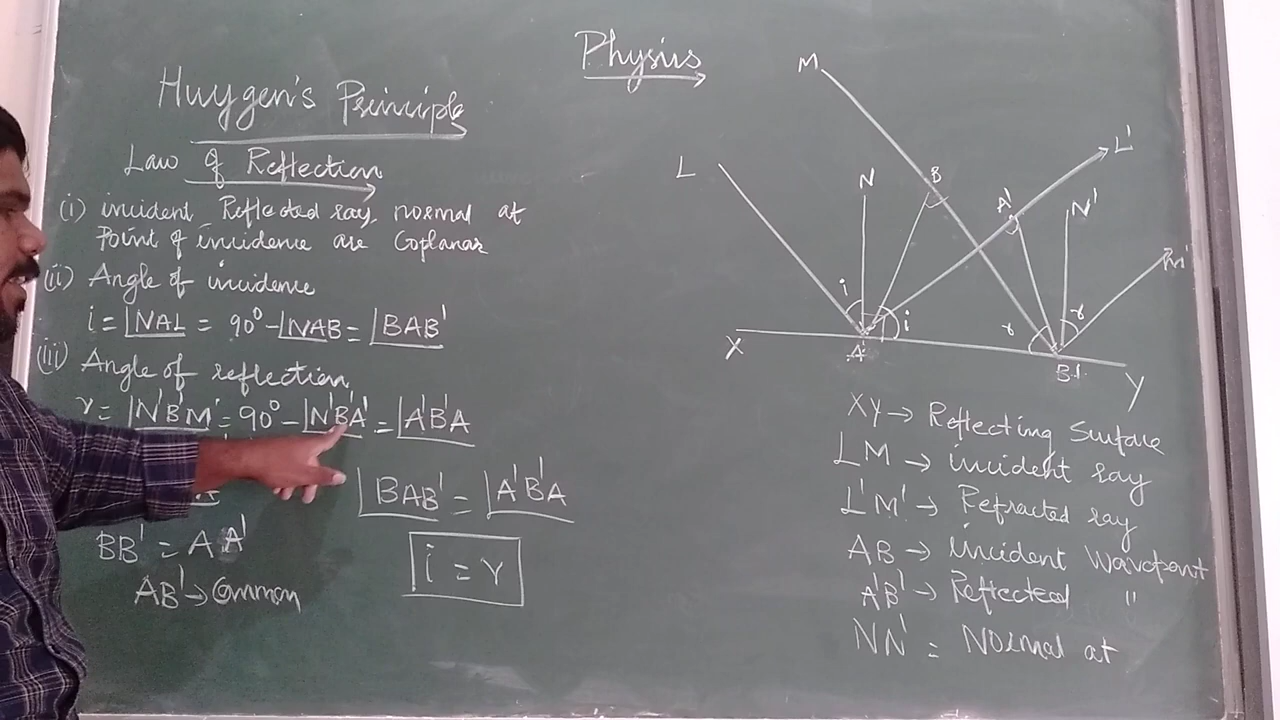 Physics
Huygen's Principle
Law of Reflection
(i) incident Reflected ray, normal at
Point of incidence are Coplanar
(ii) Angle of incidence
i = ∠NAL = 90° - ∠NAB = ∠BAB'
(iii) Angle of reflection
r = ∠N'B'M' = 90° - ∠N'B'A' = ∠A'B'A
∠BAB' = ∠A'B'A
BB' = AA'
AB' → Common
i = r
M
L
N
B
A'
L'
N'
M'
i
i
r
r
X
A
B'
Y
XY → Reflecting Surface
LM → incident ray
L'M' → Refracted ray
AB → incident Wavefront
A'B' → Reflected "
NN' = Normal at